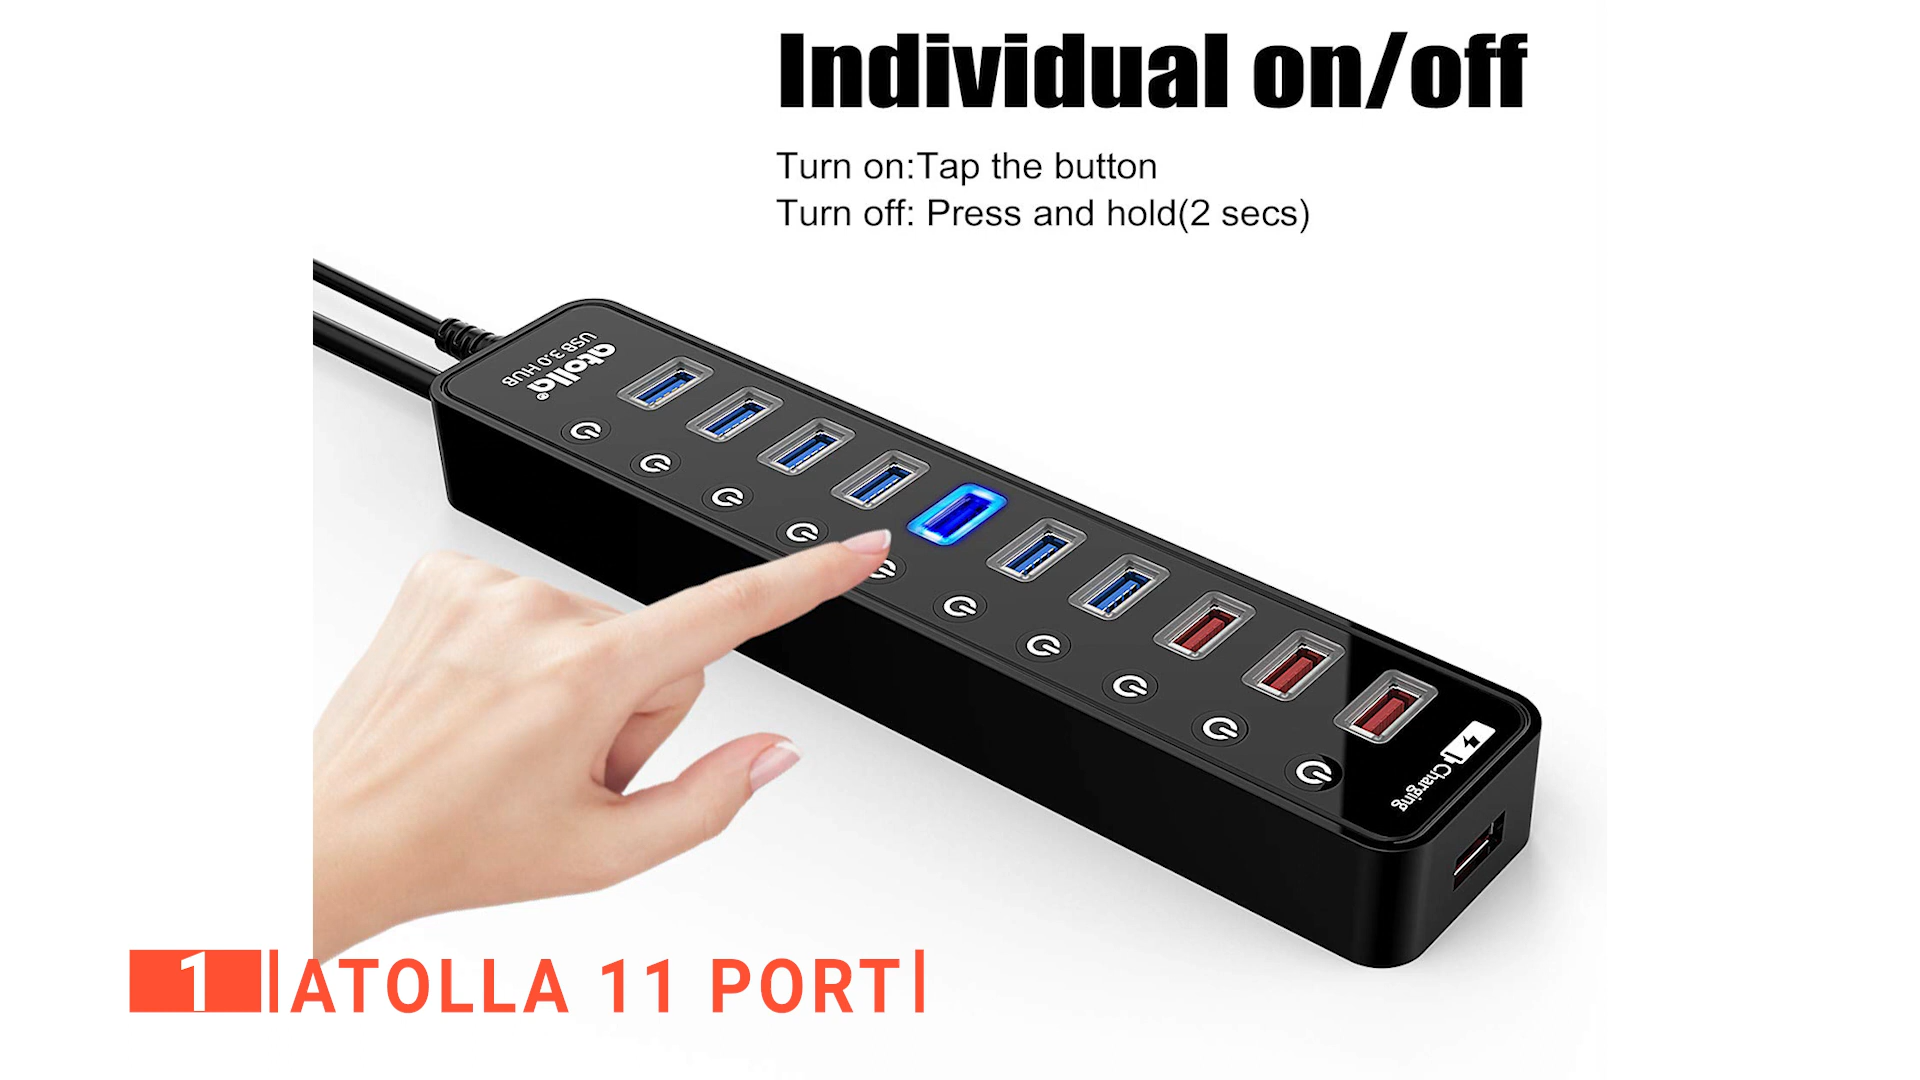 Individual on/off
Turn on:Tap the button
Turn off: Press and hold(2 secs)
atolla®
USB 3.0 HUB
Charging
1 ATOLLA 11 PORT